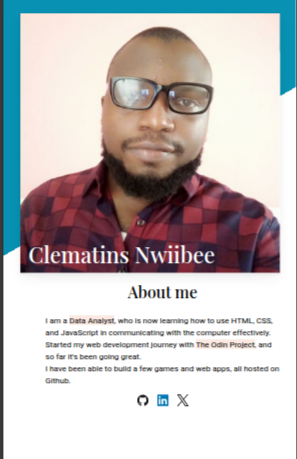 Clematins Nwiibee
About me
I am a Data Analyst, who is now learning how to use HTML, CSS,
and JavaScript in communicating with the computer effectively.
Started my web development journey with The Odin Project, and
so far it's been going great.
I have been able to build a few games and web apps, all hosted on
Github.